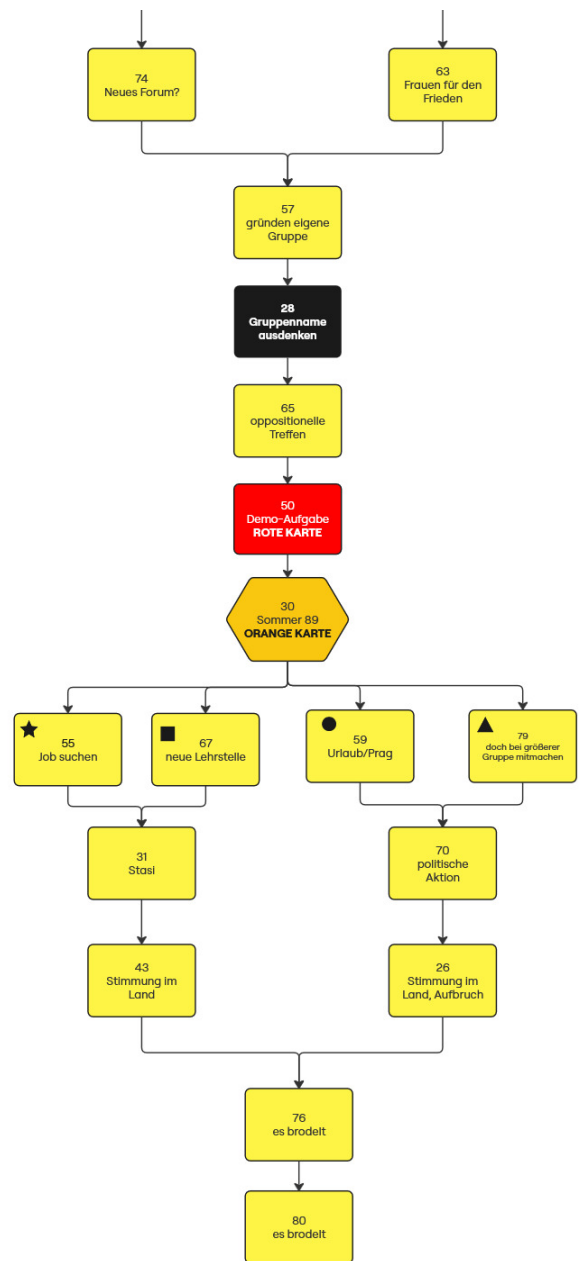 74
Neues Forum?
63
Frauen für den
Frieden
57
gründen eigene
Gruppe
28
Gruppenname
ausdenken
65
oppositionelle
Treffen
50
Demo-Aufgabe
ROTE KARTE
30
Sommer 89
ORANGE KARTE
55
Job suchen
67
neue Lehrstelle
59
Urlaub/Prag
79
doch bei größerer
Gruppe mitmachen
31
Stasi
70
politische
Aktion
43
Stimmung im
Land
26
Stimmung im
Land, Aufbruch
76
es brodelt
80
es brodelt